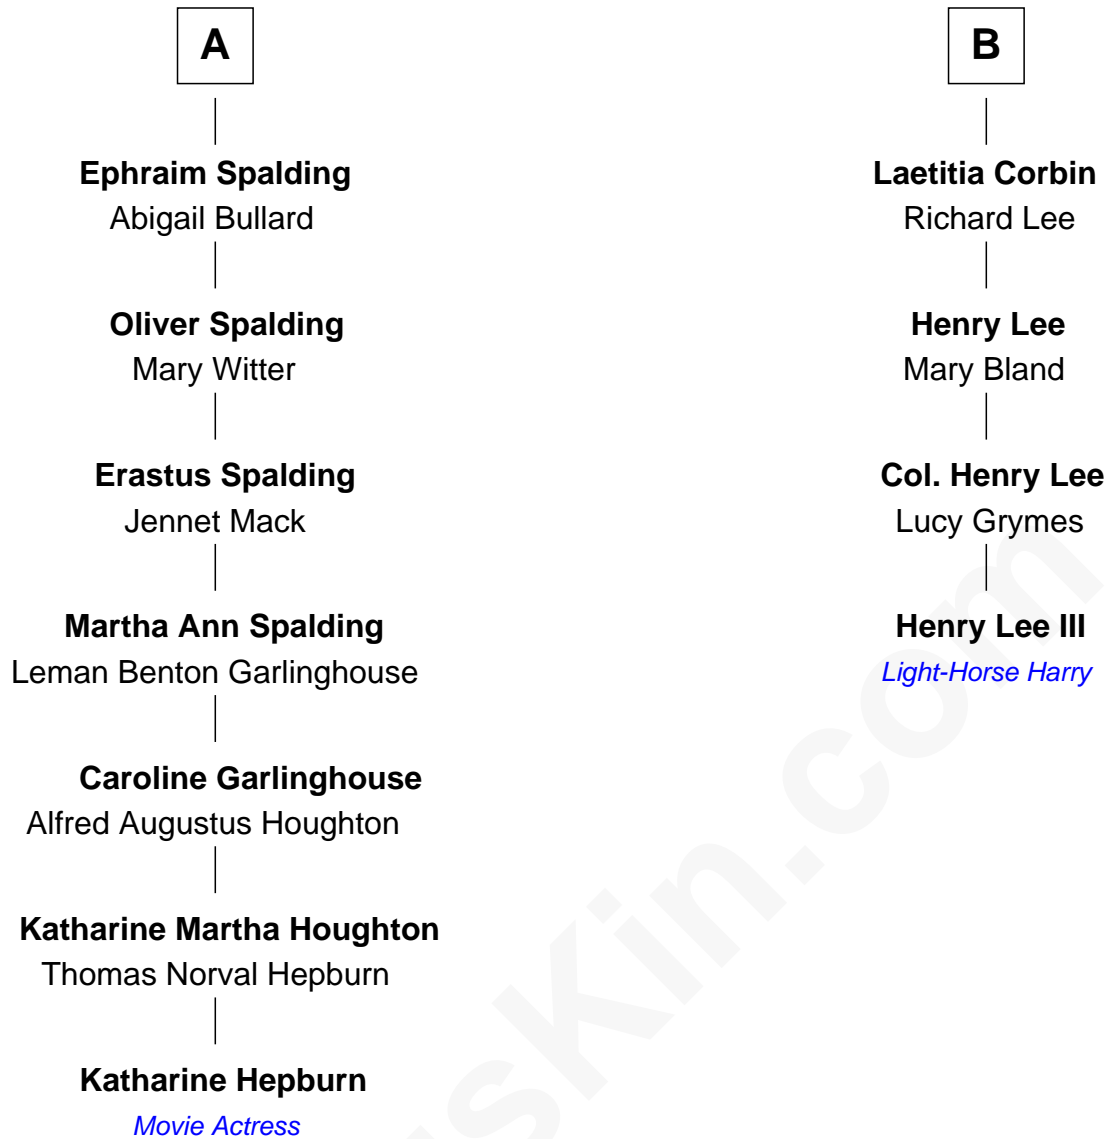 A
Ephraim Spalding
Abigail Bullard
Oliver Spalding
Mary Witter
Erastus Spalding
Jennet Mack
Martha Ann Spalding
Leman Benton Garlinghouse
Caroline Garlinghouse
Alfred Augustus Houghton
Katharine Martha Houghton
Thomas Norval Hepburn
Katharine Hepburn
Movie Actress
B
Laetitia Corbin
Richard Lee
Henry Lee
Mary Bland
Col. Henry Lee
Lucy Grymes
Henry Lee III
Light-Horse Harry